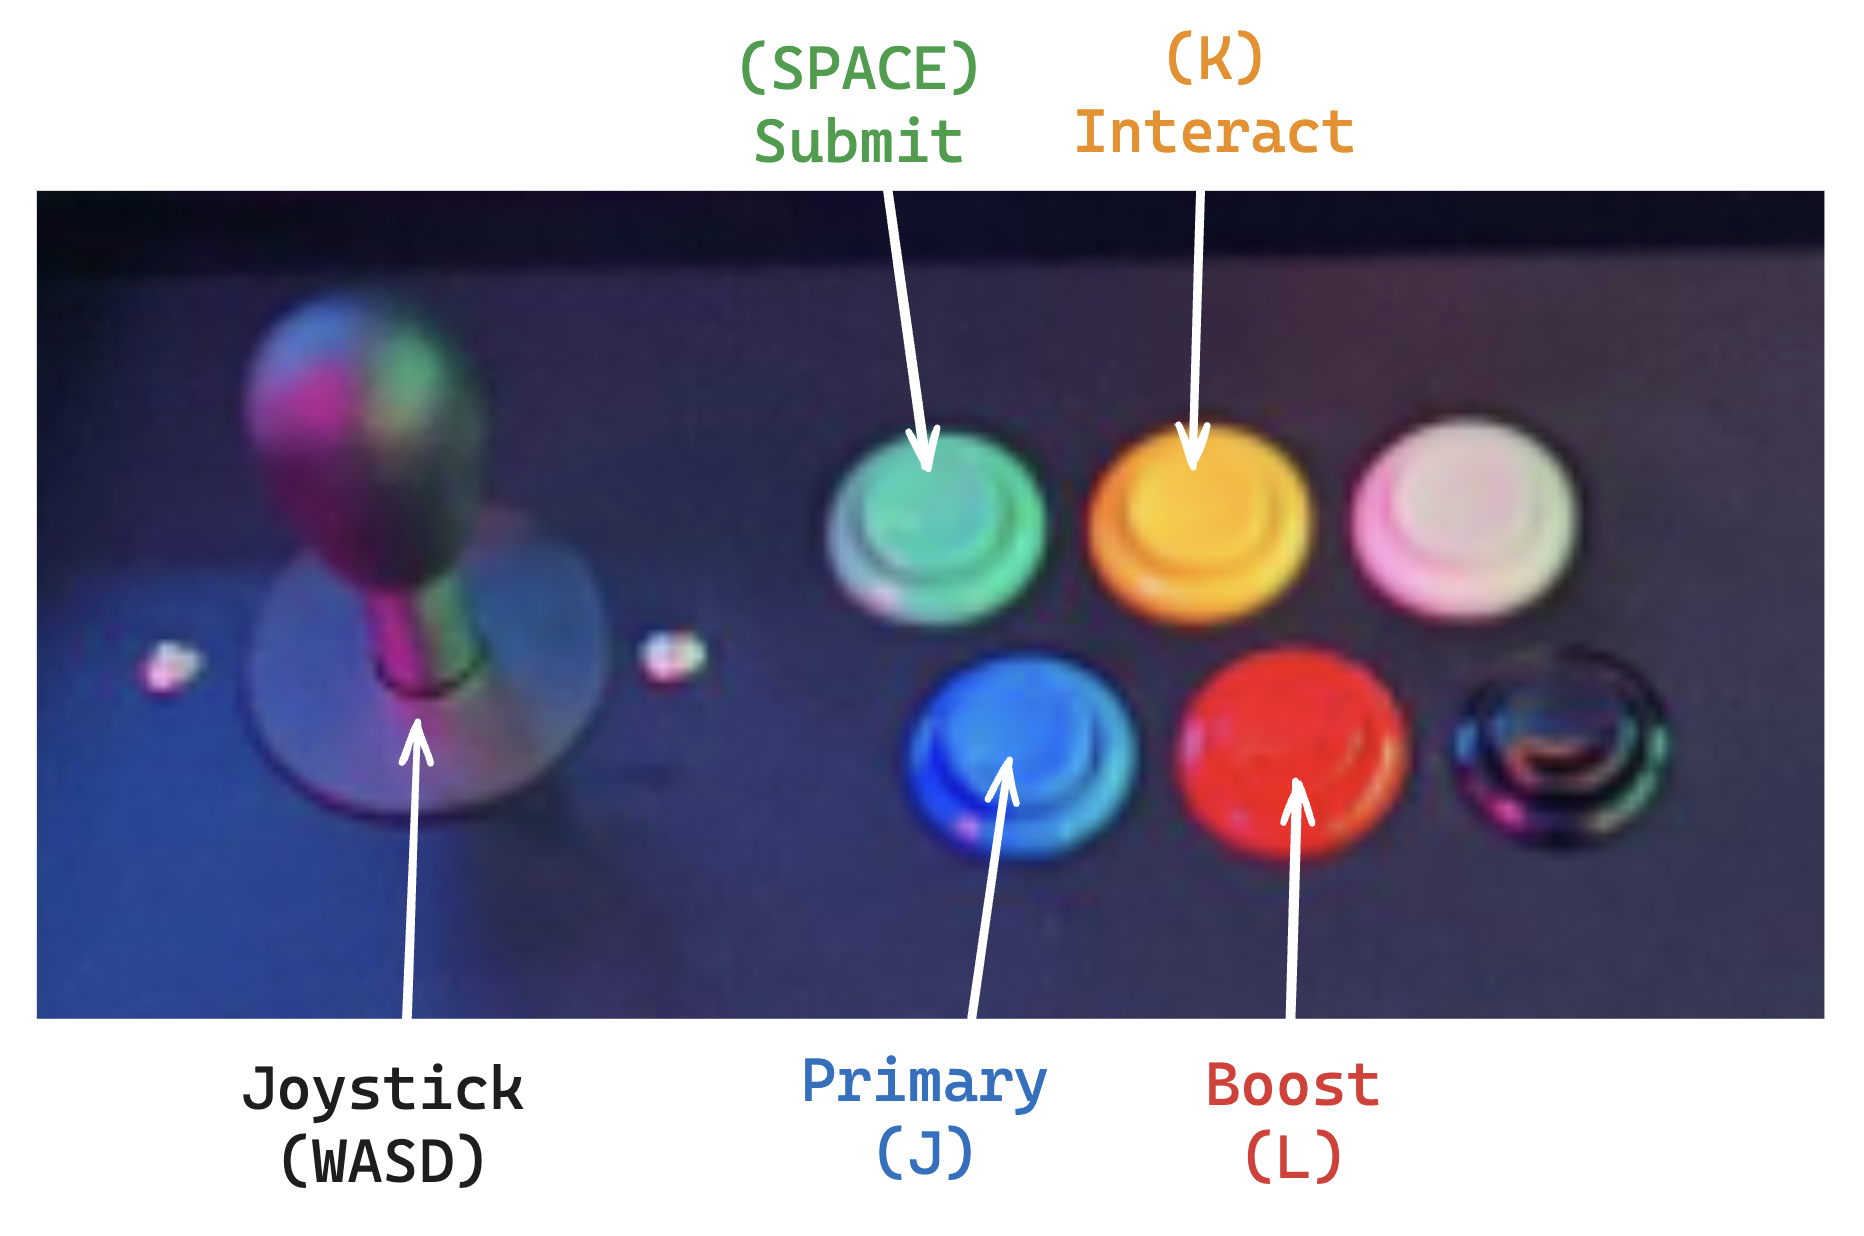 (SPACE)
Submit
(K)
Interact
Joystick
(WASD)
Primary
(J)
Boost
(L)